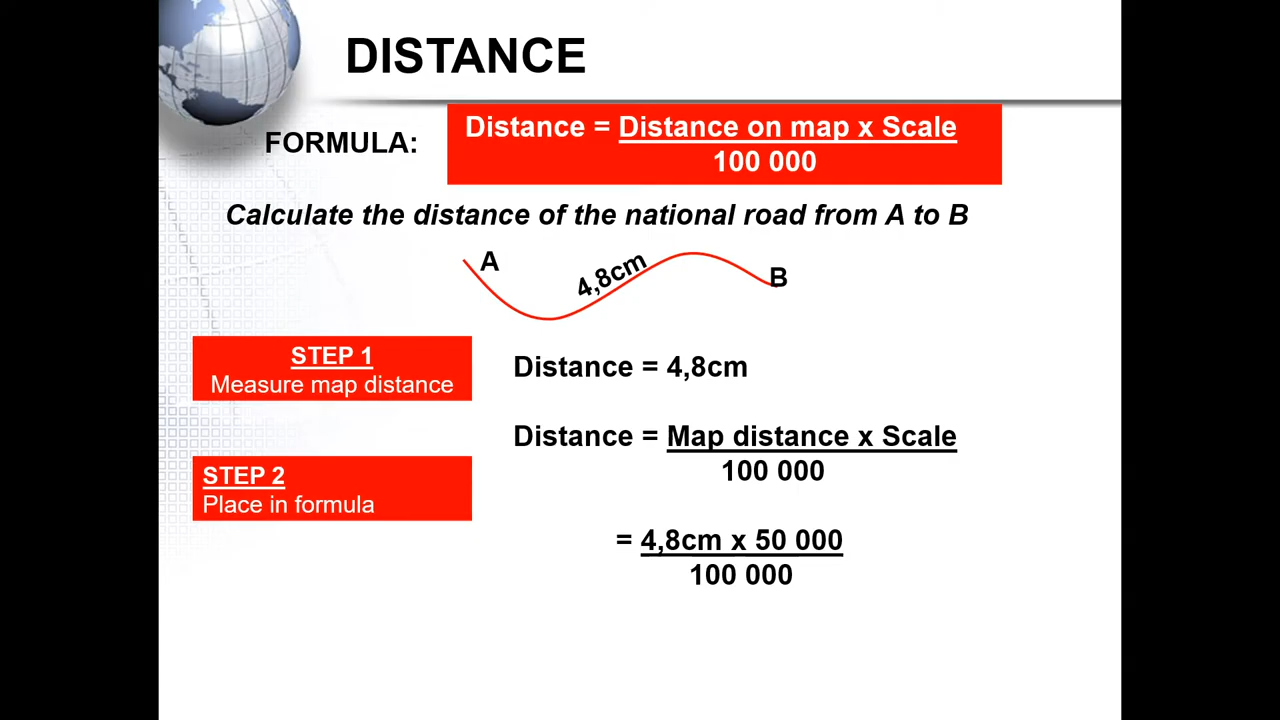 DISTANCE
FORMULA:
Distance = Distance on map x Scale
100 000
Calculate the distance of the national road from A to B
A
4,8cm
B
STEP 1
Measure map distance
Distance = 4,8cm
Distance = Map distance x Scale
100 000
STEP 2
Place in formula
= 4,8cm x 50 000
100 000